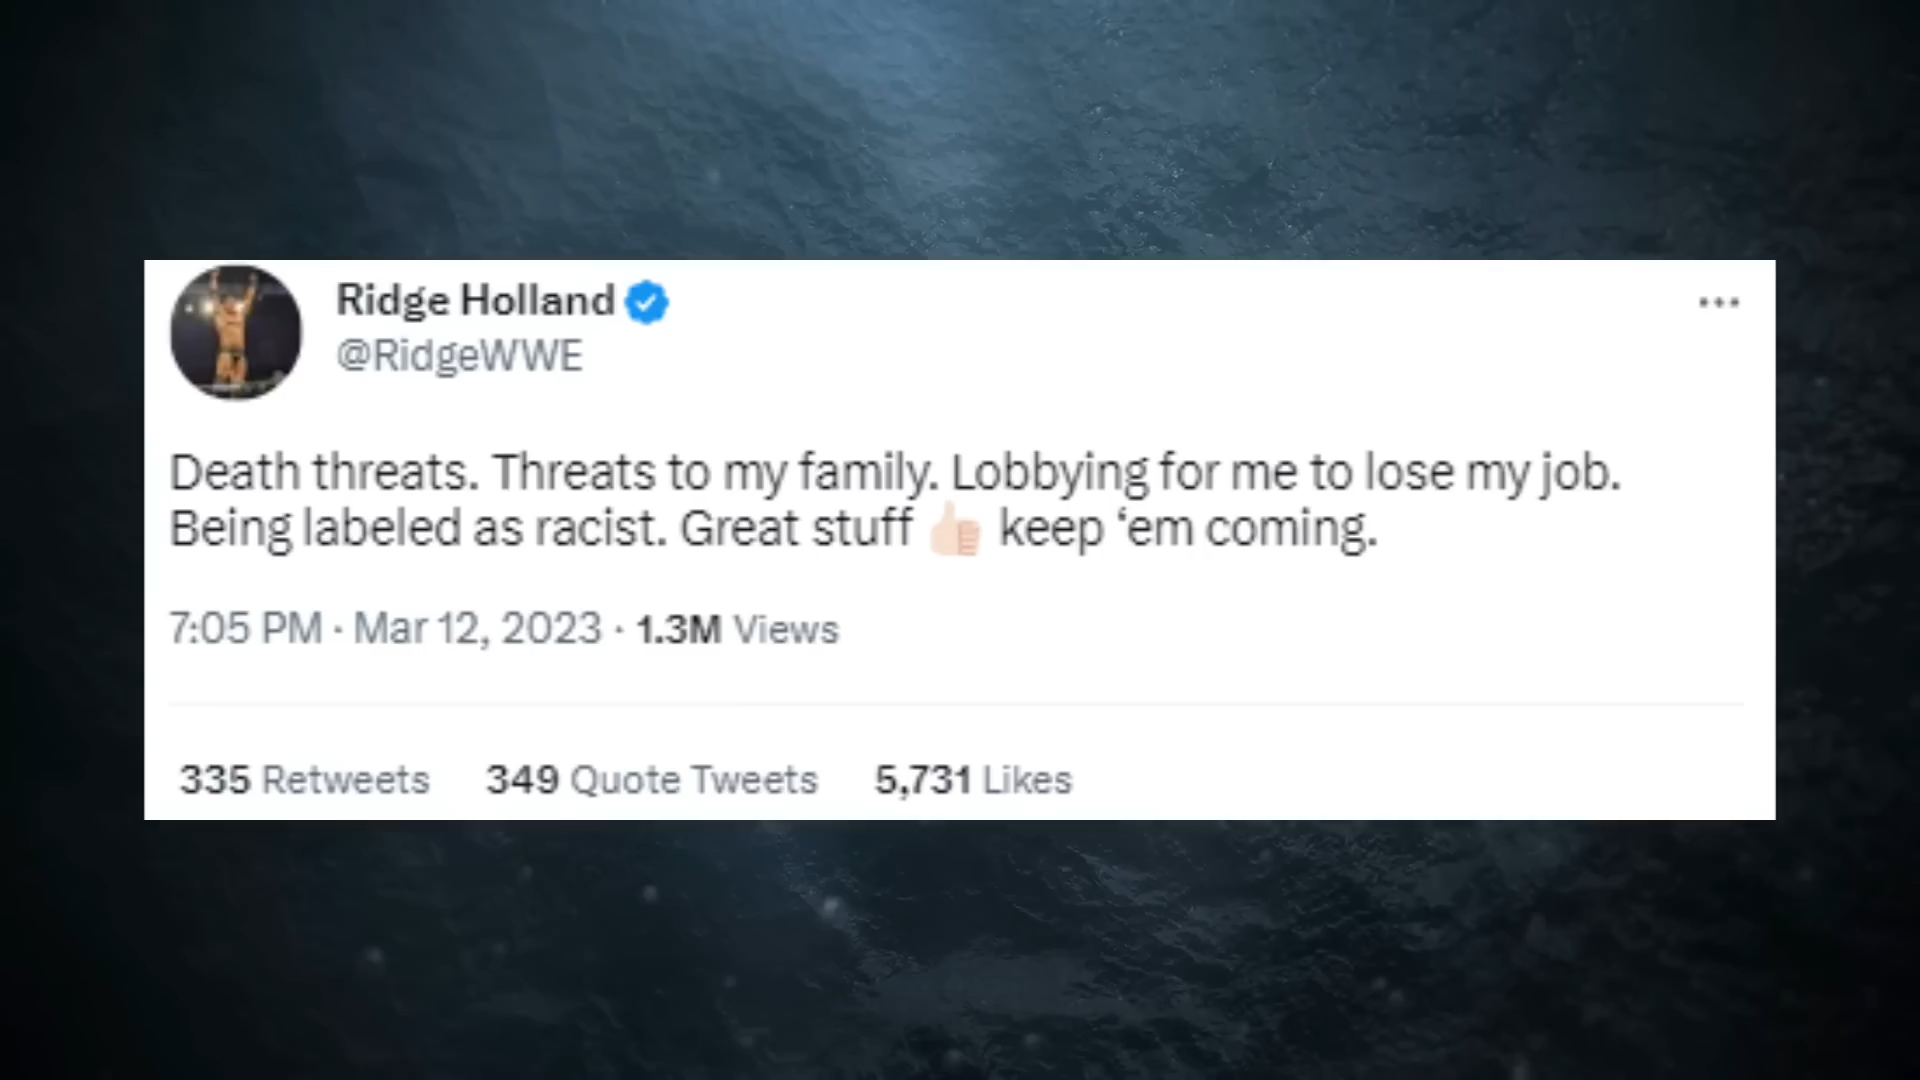 Ridge Holland
@RidgeWWE
Death threats. Threats to my family. Lobbying for me to lose my job.
Being labeled as racist. Great stuff 👍🏻 keep ‘em coming.
7:05 PM · Mar 12, 2023 · 1.3M Views
335 Retweets 349 Quote Tweets 5,731 Likes